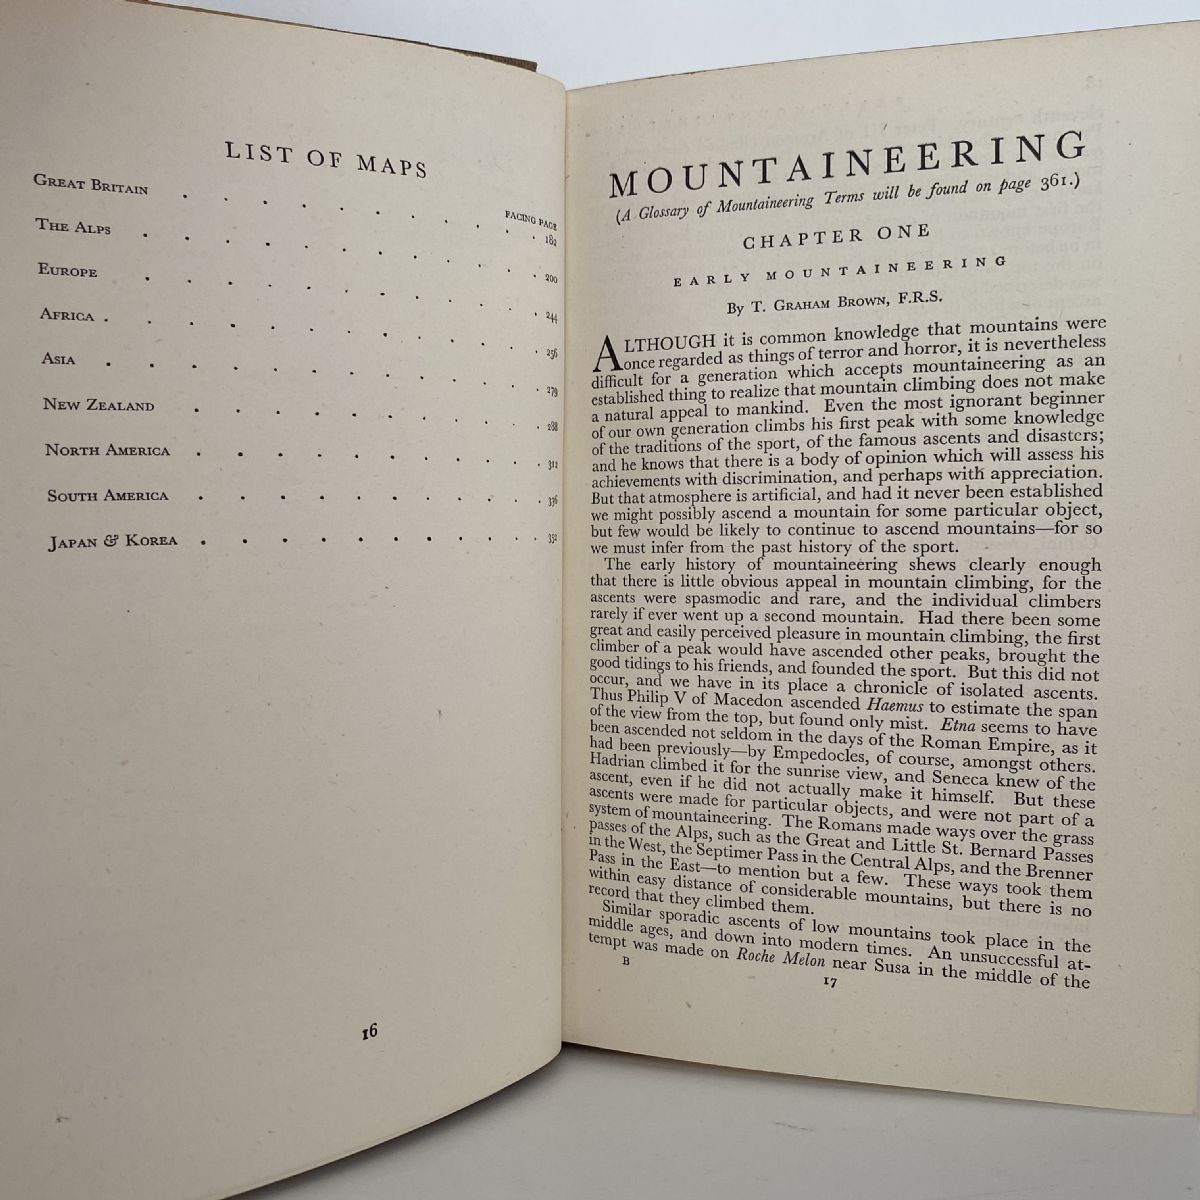 LIST OF MAPS
FACING PAGE
GREAT BRITAIN . . . . . . . . . 182
THE ALPS . . . . . . . . . 200
EUROPE . . . . . . . . . 244
AFRICA . . . . . . . . . 256
ASIA . . . . . . . . . 279
NEW ZEALAND . . . . . . . . 288
NORTH AMERICA . . . . . . . . 312
SOUTH AMERICA . . . . . . . . 336
JAPAN & KOREA . . . . . . . . 352
16
MOUNTAINEERING
(A Glossary of Mountaineering Terms will be found on page 361.)
CHAPTER ONE
EARLY MOUNTAINEERING
By T. GRAHAM BROWN, F.R.S.
ALTHOUGH it is common knowledge that mountains were
once regarded as things of terror and horror, it is nevertheless
difficult for a generation which accepts mountaineering as an
established thing to realize that mountain climbing does not make
a natural appeal to mankind. Even the most ignorant beginner
of our own generation climbs his first peak with some knowledge
of the traditions of the sport, of the famous ascents and disasters;
and he knows that there is a body of opinion which will assess his
achievements with discrimination, and perhaps with appreciation.
But that atmosphere is artificial, and had it never been established
we might possibly ascend a mountain for some particular object,
but few would be likely to continue to ascend mountains—for so
we must infer from the past history of the sport.
The early history of mountaineering shews clearly enough
that there is little obvious appeal in mountain climbing, for the
ascents were spasmodic and rare, and the individual climbers
rarely if ever went up a second mountain. Had there been some
great and easily perceived pleasure in mountain climbing, the first
climber of a peak would have ascended other peaks, brought the
good tidings to his friends, and founded the sport. But this did not
occur, and we have in its place a chronicle of isolated ascents.
Thus Philip V of Macedon ascended Haemus to estimate the span
of the view from the top, but found only mist. Etna seems to have
been ascended not seldom in the days of the Roman Empire, as it
had been previously—by Empedocles, of course, amongst others.
Hadrian climbed it for the sunrise view, and Seneca knew of the
ascent, even if he did not actually make it himself. But these
ascents were made for particular objects, and were not part of a
system of mountaineering. The Romans made ways over the grass
passes of the Alps, such as the Great and Little St. Bernard Passes
in the West, the Septimer Pass in the Central Alps, and the Brenner
Pass in the East—to mention but a few. These ways took them
within easy distance of considerable mountains, but there is no
record that they climbed them.
Similar sporadic ascents of low mountains took place in the
middle ages, and down into modern times. An unsuccessful at-
tempt was made on Roche Melon near Susa in the middle of the
B
17